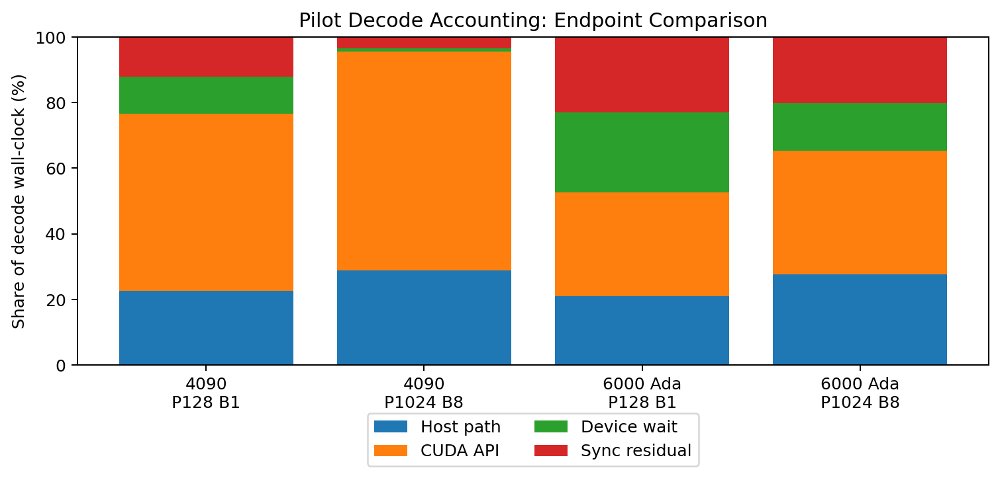 Pilot Decode Accounting: Endpoint Comparison
Share of decode wall-clock (%)
100
80
60
40
20
0
4090
P128 B1
4090
P1024 B8
6000 Ada
P128 B1
6000 Ada
P1024 B8
Host path
CUDA API
Device wait
Sync residual